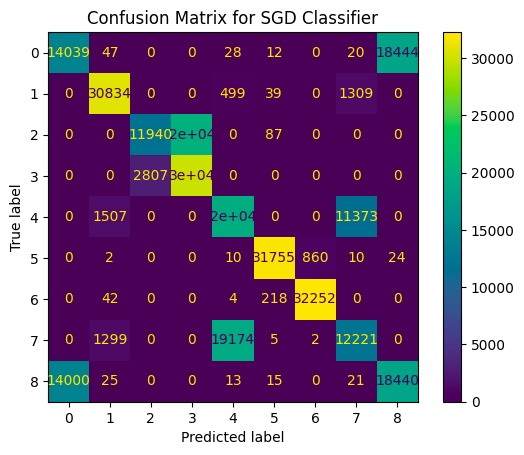 Confusion Matrix for SGD Classifier
0 14039 47 0 0 28 12 0 20 18444
1 0 30834 0 0 499 39 0 1309 0
2 0 0 11940 2e+04 0 87 0 0 0
3 0 0 2807 3e+04 0 0 0 0 0
4 0 1507 0 0 2e+04 0 0 11373 0
5 0 2 0 0 10 31755 860 10 24
6 0 42 0 0 4 218 32252 0 0
7 0 1299 0 0 19174 5 2 12221 0
8 14000 25 0 0 13 15 0 21 18440
0 1 2 3 4 5 6 7 8
Predicted label
True label
30000
25000
20000
15000
10000
5000
0